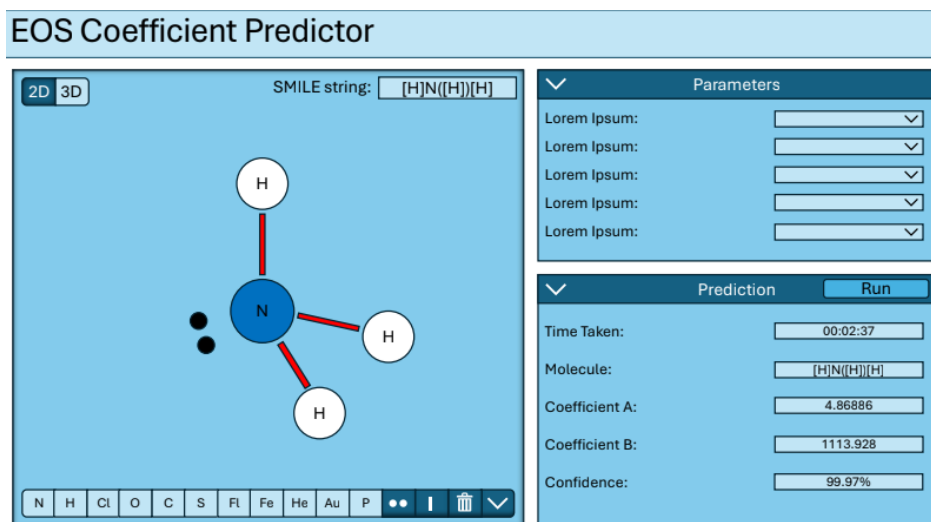 EOS Coefficient Predictor
2D 3D
SMILE string: [H]N([H])[H]
H
N
H
H
N H Cl O C S Fl Fe He Au P
Parameters
Lorem Ipsum:
Lorem Ipsum:
Lorem Ipsum:
Lorem Ipsum:
Lorem Ipsum:
Prediction Run
Time Taken: 00:02:37
Molecule: [H]N([H])[H]
Coefficient A: 4.86886
Coefficient B: 1113.928
Confidence: 99.97%